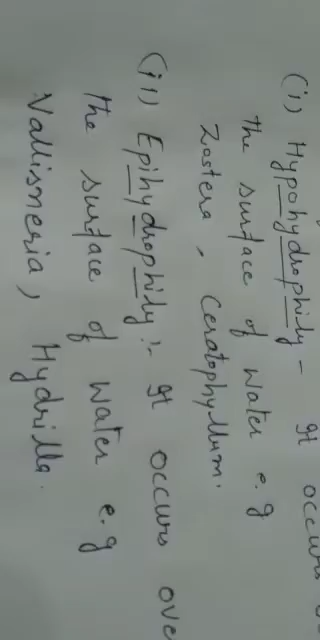 (i) Hypohydrophily - It occurs
the surface of water e.g
Zostera, Ceratophyllum.
(ii) Epihydrophily :- It occurs ove
the surface of water e.g
Vallisneria, Hydrilla.